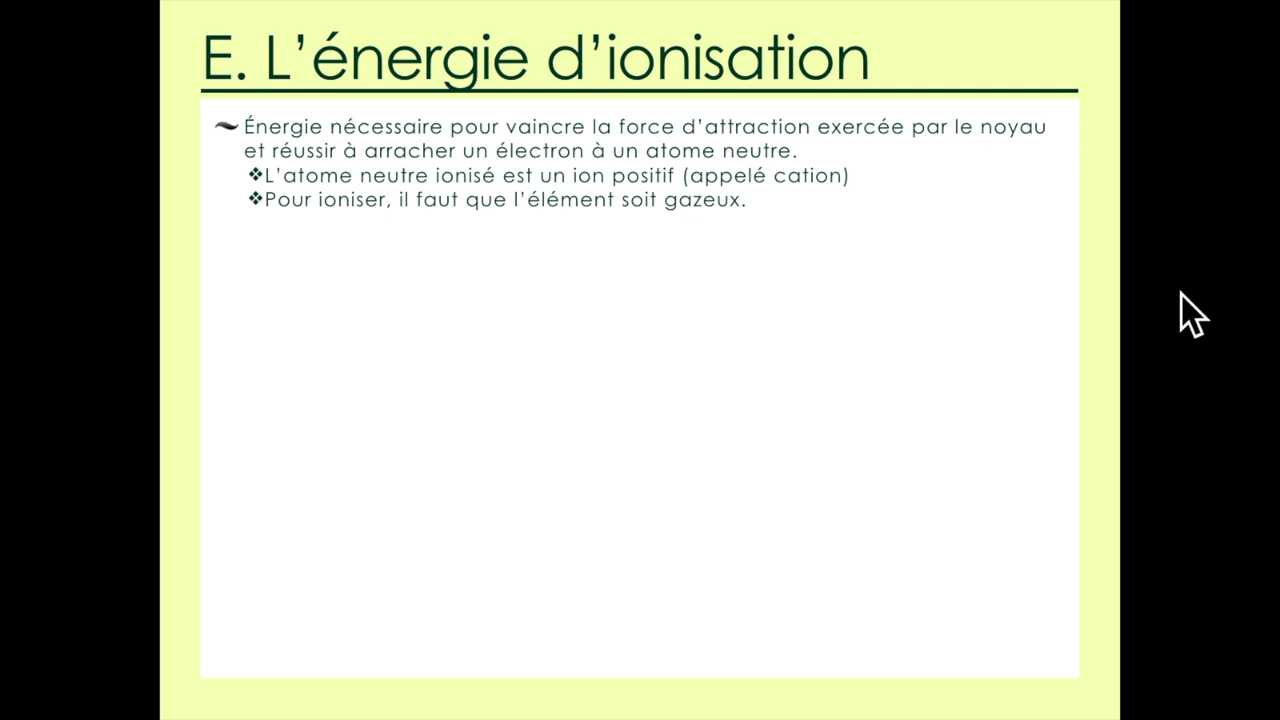 E. L’énergie d’ionisation
Énergie nécessaire pour vaincre la force d’attraction exercée par le noyau
et réussir à arracher un électron à un atome neutre.
❖L’atome neutre ionisé est un ion positif (appelé cation)
❖Pour ioniser, il faut que l’élément soit gazeux.